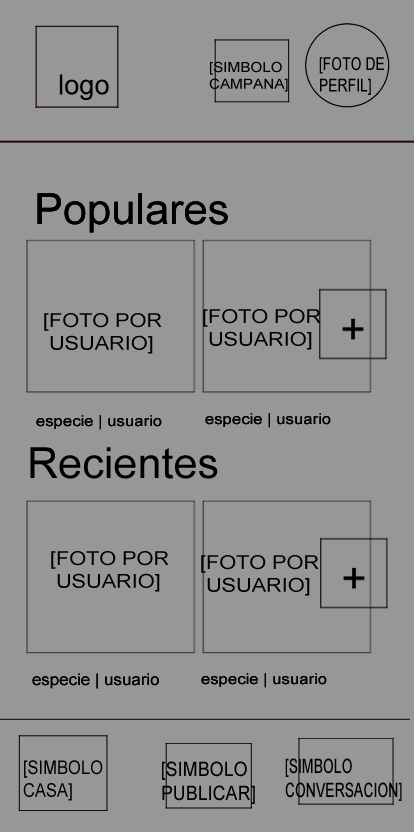 logo
[SIMBOLO
CAMPANA]
[FOTO DE
PERFIL]
Populares
[FOTO POR
USUARIO]
[FOTO POR
USUARIO]
+
especie | usuario
especie | usuario
Recientes
[FOTO POR
USUARIO]
[FOTO POR
USUARIO]
+
especie | usuario
especie | usuario
[SIMBOLO
CASA]
[SIMBOLO
PUBLICAR]
[SIMBOLO
CONVERSACION]